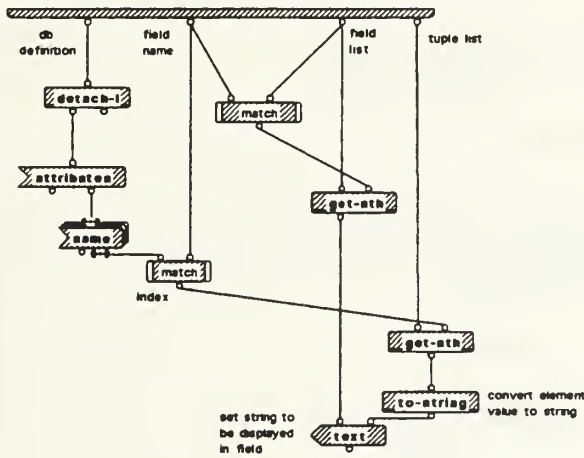 db
definition
field
name
field
list
tuple list
detach-l
match
attributes
get-nth
name
match
index
get-nth
to-string
convert element
value to string
set string to
be displayed
in field
text